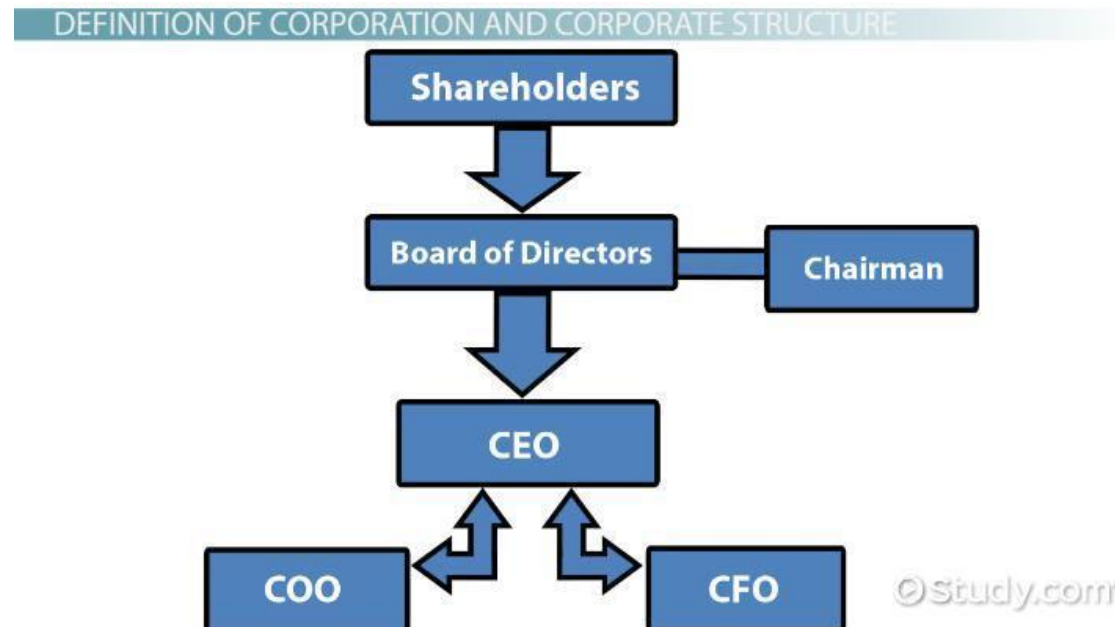 DEFINITION OF CORPORATION AND CORPORATE STRUCTURE
Shareholders
Board of Directors
Chairman
CEO
COO
CFO
Study.com